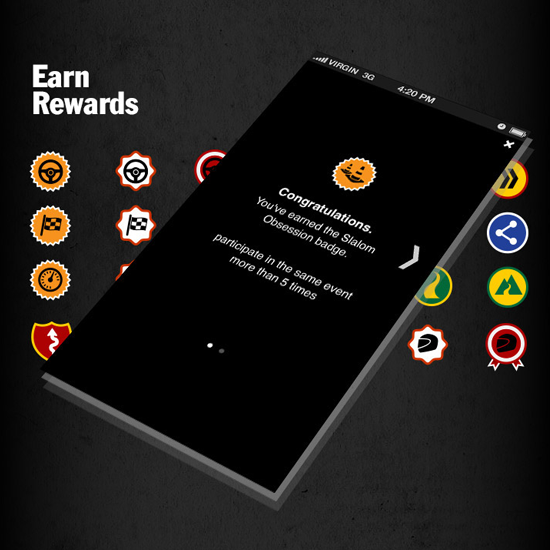 Earn
Rewards
VIRGIN 3G
4:20 PM
Congratulations.
You've earned the Slalom
Obsession badge.
participate in the same event
more than 5 times